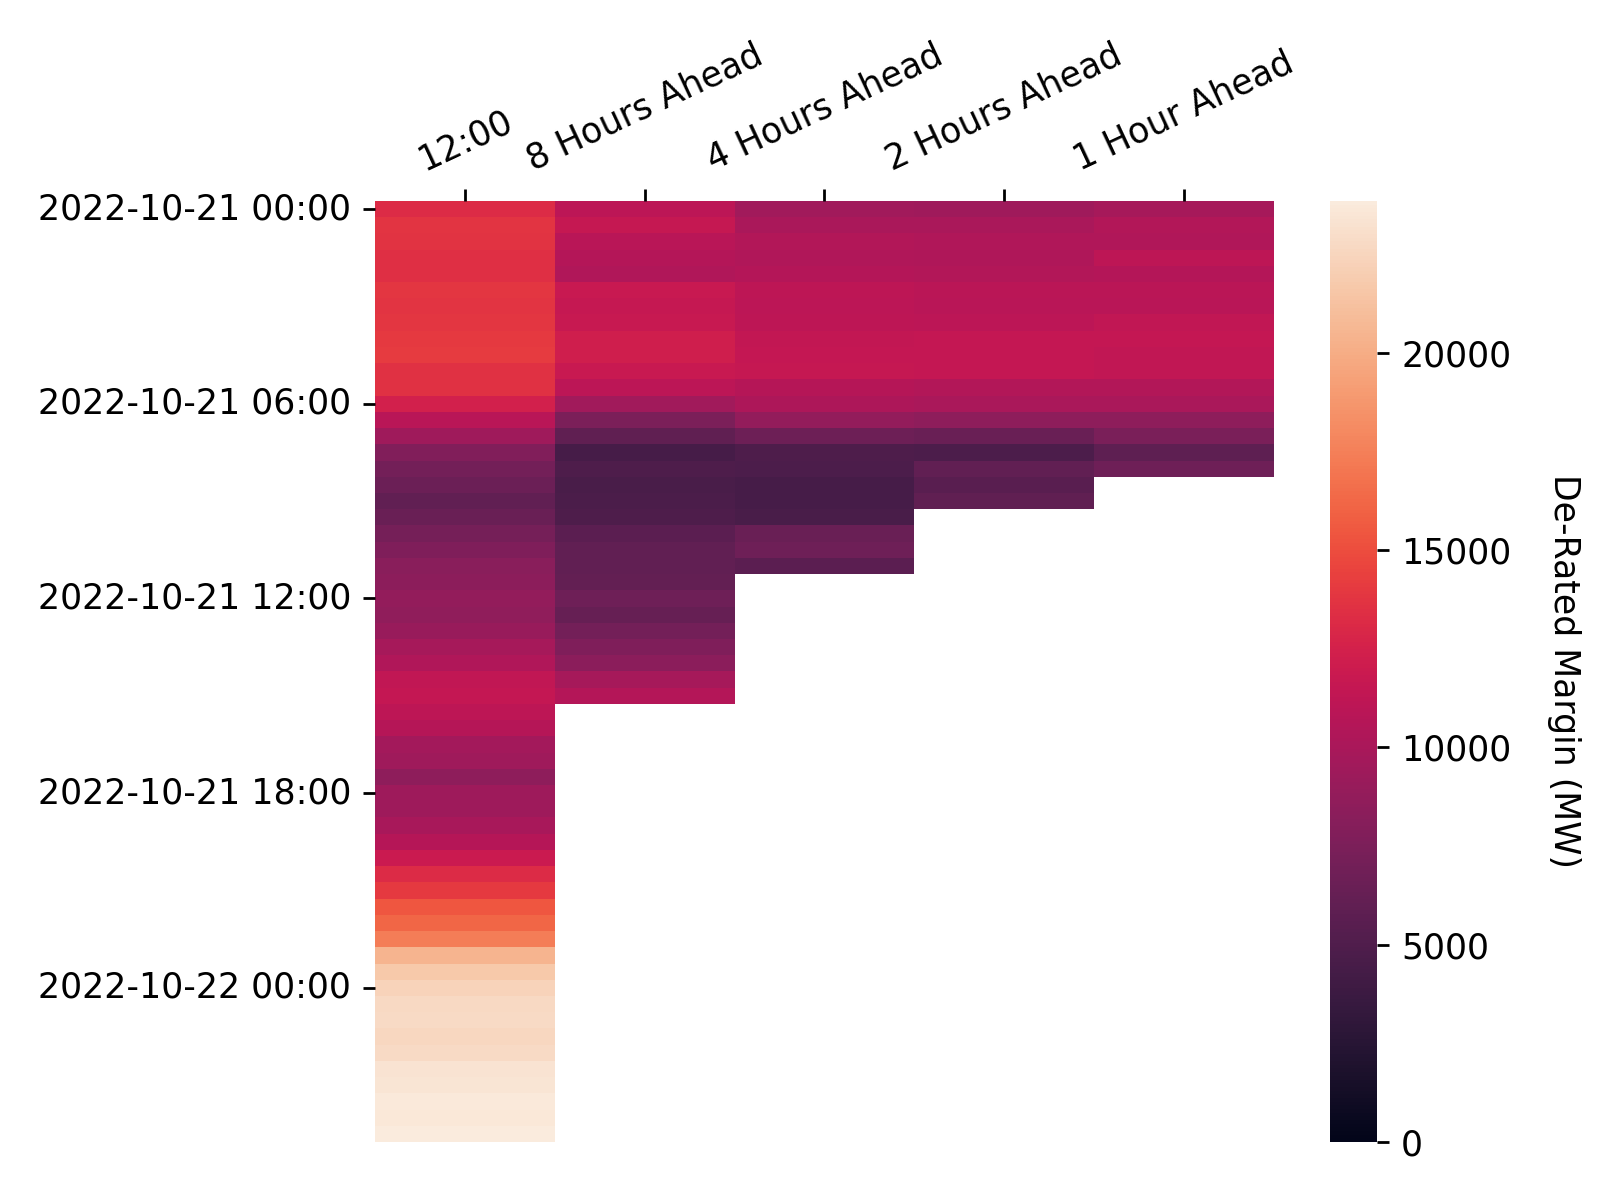 12:00
8 Hours Ahead
4 Hours Ahead
2 Hours Ahead
1 Hour Ahead
2022-10-21 00:00
2022-10-21 06:00
2022-10-21 12:00
2022-10-21 18:00
2022-10-22 00:00
20000
15000
10000
5000
0
De-Rated Margin (MW)